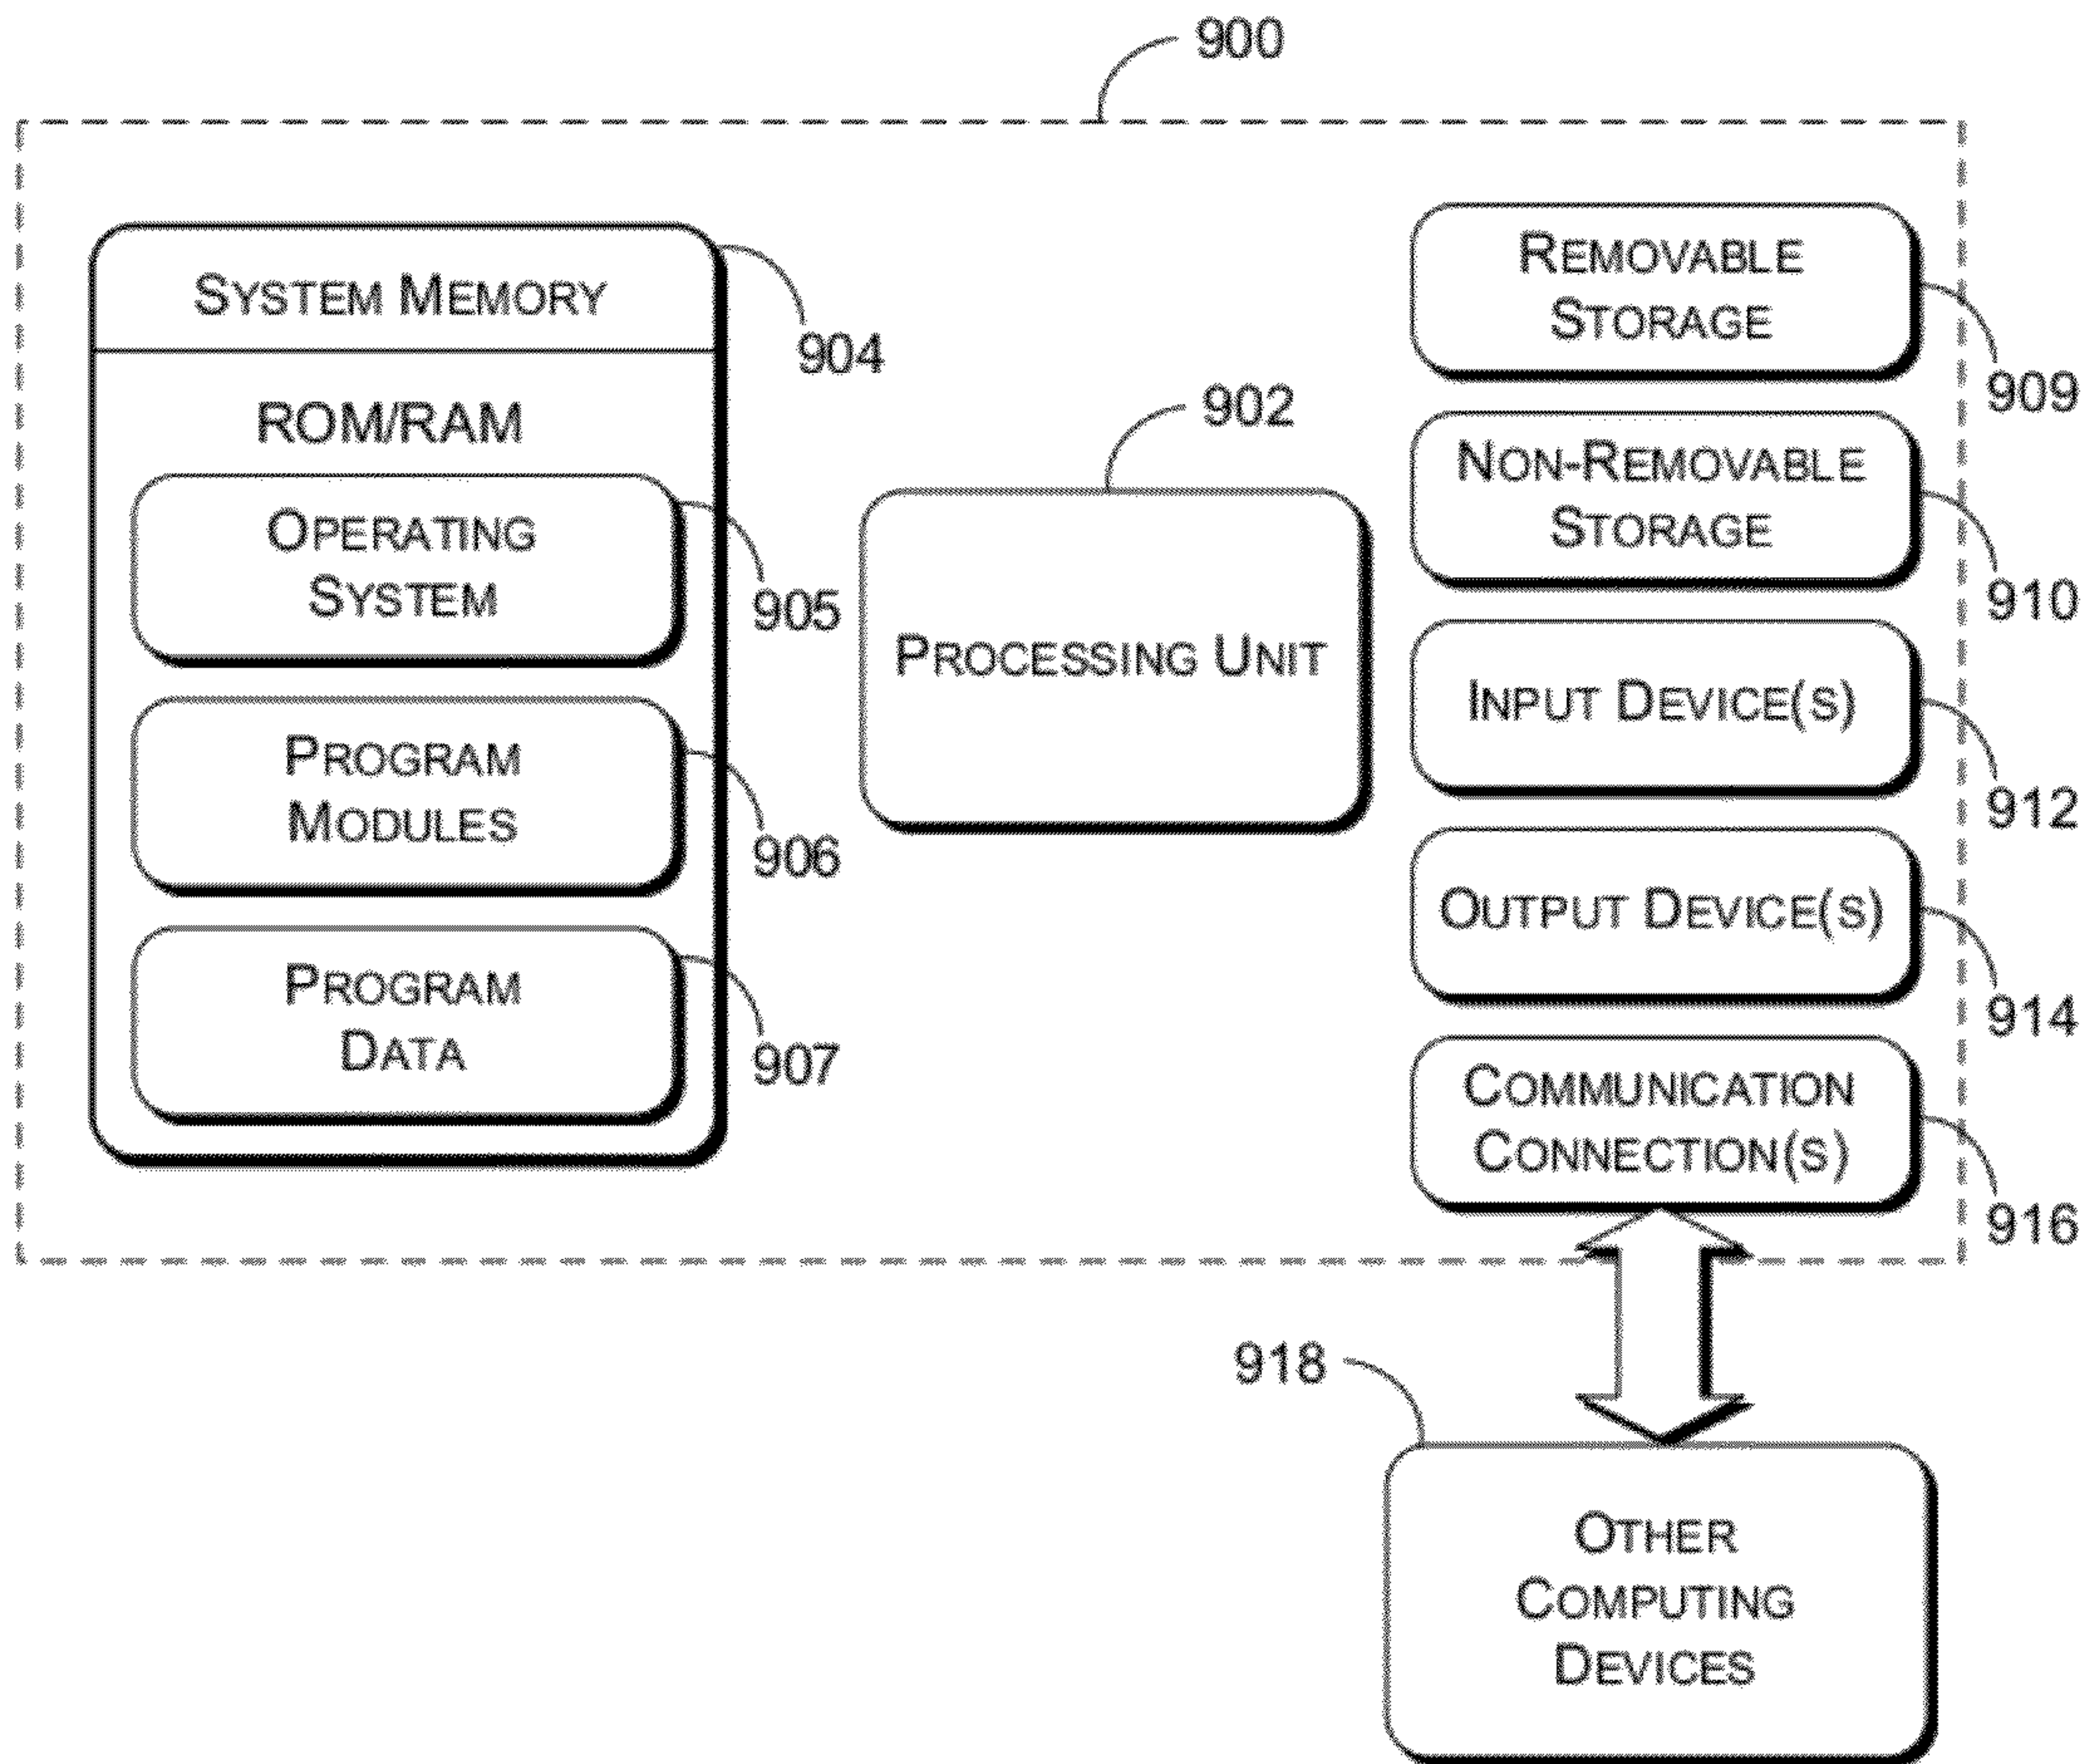 900
SYSTEM MEMORY
904
ROM/RAM
OPERATING
SYSTEM
905
PROGRAM
MODULES
906
PROGRAM
DATA
907
902
PROCESSING UNIT
REMOVABLE
STORAGE
909
NON-REMOVABLE
STORAGE
910
INPUT DEVICE(S)
912
OUTPUT DEVICE(S)
914
COMMUNICATION
CONNECTION(S)
916
918
OTHER
COMPUTING
DEVICES